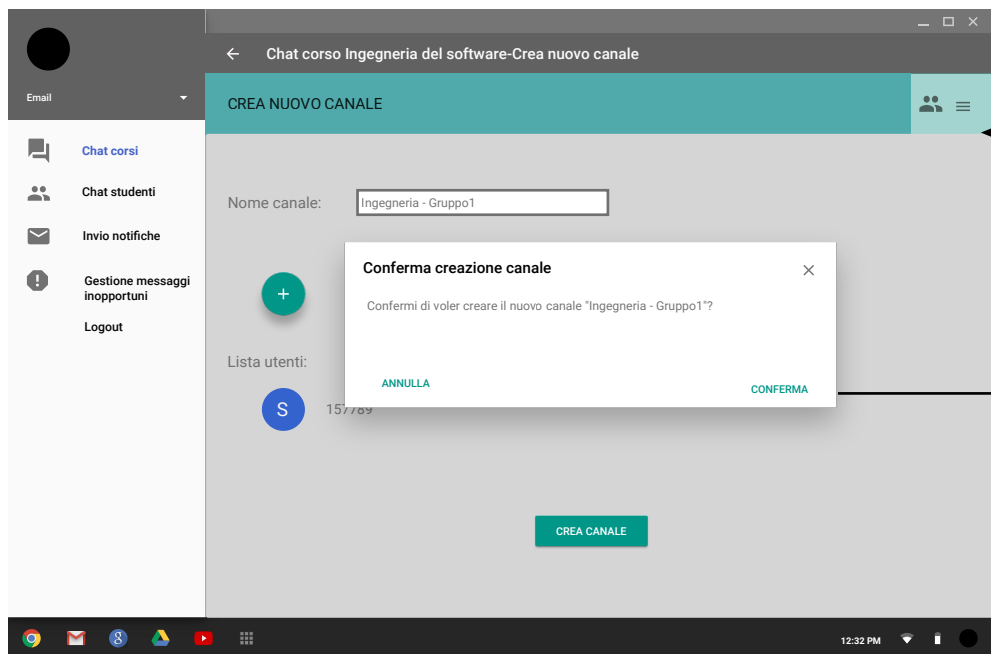 Chat corso Ingegneria del software-Crea nuovo canale
Email
CREA NUOVO CANALE
Chat corsi
Chat studenti
Invio notifiche
Gestione messaggi
inopportuni
Logout
Nome canale:
Ingegneria - Gruppo1
Conferma creazione canale
Confermi di voler creare il nuovo canale "Ingegneria - Gruppo1"?
ANNULLA
CONFERMA
+
Lista utenti:
S
157789
CREA CANALE
8
12:32 PM